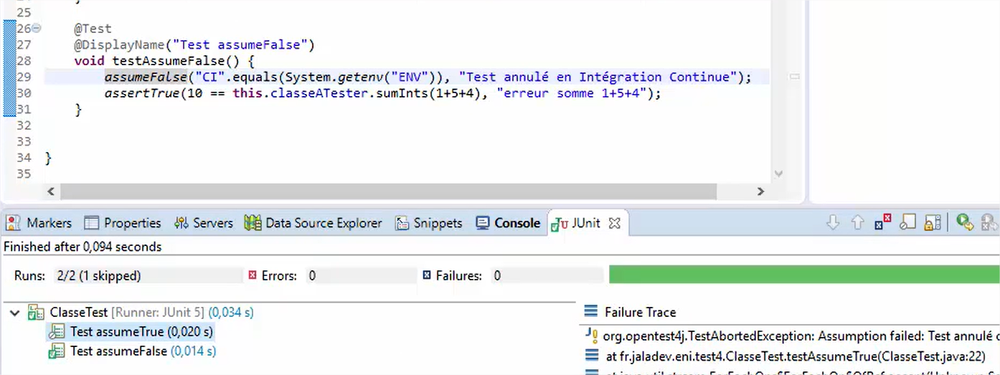 25
26 @Test
27 @DisplayName("Test assumeFalse")
28 void testAssumeFalse() {
29 assumeFalse("CI".equals(System.getenv("ENV")), "Test annulé en Intégration Continue");
30 assertTrue(10 == this.classeATester.sumInts(1+5+4), "erreur somme 1+5+4");
31 }
32
33
34 }
35
Markers Properties Servers Data Source Explorer Snippets Console JUnit
Finished after 0,094 seconds
Runs: 2/2 (1 skipped) Errors: 0 Failures: 0
ClasseTest [Runner: JUnit 5] (0,034 s)
Test assumeTrue (0,020 s)
Test assumeFalse (0,014 s)
Failure Trace
org.opentest4j.TestAbortedException: Assumption failed: Test annulé
at fr.jaladev.eni.test4.ClasseTest.testAssumeTrue(ClasseTest.java:22)